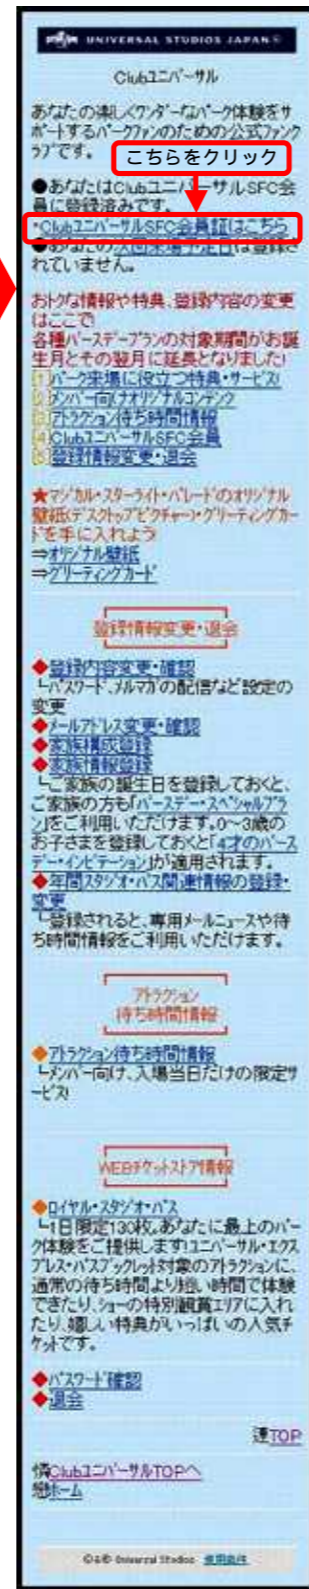 UNIVERSAL STUDIOS JAPAN®
Clubﾕﾆﾊﾞｰｻﾙ
あなたの楽しくﾜﾝﾀﾞｰなﾊﾟｰｸ体験をｻ
ﾎﾟｰﾄするﾊﾟｰｸﾌｧﾝのための公式ﾌｧﾝｸ
ﾗﾌﾞです。
こちらをクリック
●あなたはClubﾕﾆﾊﾞｰｻﾙSFC会
員に登録済みです。
･ClubﾕﾆﾊﾞｰｻﾙSFC会員証はこちら
●あなたの次回来場予定日は登録さ
れていません。
おトクな情報や特典、登録内容の変更
はここで!
各種ﾊﾞｰｽﾃﾞｰﾌﾟﾗﾝの対象期間がお誕
生月とその翌月に延長となりました!
[1]ﾊﾟｰｸ来場に役立つ特典･ｻｰﾋﾞｽ!
[2]ﾒﾝﾊﾞｰ向けｵﾘｼﾞﾅﾙｺﾝﾃﾝﾂ
[3]ｱﾄﾗｸｼｮﾝ待ち時間情報
[4]ClubﾕﾆﾊﾞｰｻﾙSFC会員
[5]登録情報変更･退会
★ﾏｼﾞｶﾙ･ｽﾀｰﾗｲﾄ･ﾊﾟﾚｰﾄﾞのｵﾘｼﾞﾅﾙ
壁紙(ﾃﾞｽｸﾄｯﾌﾟﾋﾟｸﾁｬｰ)･ｸﾞﾘｰﾃｨﾝｸﾞｶｰ
ﾄﾞを手に入れよう
⇒ｵﾘｼﾞﾅﾙ壁紙
⇒ｸﾞﾘｰﾃｨﾝｸﾞｶｰﾄﾞ
登録情報変更･退会
◆登録内容変更･確認
┗ﾊﾟｽﾜｰﾄﾞ、ﾒﾙﾏｶﾞの配信など設定の
変更
◆ﾒｰﾙｱﾄﾞﾚｽ変更･確認
◆家族構成登録
◆家族情報登録
┗ご家族の誕生日を登録しておくと、
ご家族の方も｢ﾊﾞｰｽﾃﾞｰ･ｽﾍﾟｼｬﾙﾌﾟﾗ
ﾝ｣をご利用いただけます。0～3歳の
お子さまを登録しておくと｢4才のﾊﾞｰｽ
ﾃﾞｰ･ｲﾝﾋﾞﾃｰｼｮﾝ｣が適用されます。
◆年間ｽﾀｼﾞｵ･ﾊﾟｽ関連情報の登録･
変更
┗登録されると、専用ﾒｰﾙﾆｭｰｽや待
ち時間情報をご利用いただけます。
ｱﾄﾗｸｼｮﾝ
待ち時間情報
◆ｱﾄﾗｸｼｮﾝ待ち時間情報
┗ﾒﾝﾊﾞｰ向け、入場当日だけの限定ｻ
ｰﾋﾞｽ!
WEBﾁｹｯﾄｽﾄｱ情報
◆ﾛｲﾔﾙ･ｽﾀｼﾞｵ･ﾊﾟｽ
┗1日限定130枚｡あなたに最上のﾊﾟｰ
ｸ体験をご提供します!ﾕﾆﾊﾞｰｻﾙ･ｴｸｽ
ﾌﾟﾚｽ･ﾊﾟｽﾌﾞｯｸﾚｯﾄ対象のｱﾄﾗｸｼｮﾝに、
通常の待ち時間より短い時間で体験
できたり、ｼｮｰの特別観賞ｴﾘｱに入れ
たり、嬉しい特典がいっぱいの人気ﾁ
ｹｯﾄです。
◆ﾊﾟｽﾜｰﾄﾞ確認
◆退会
TOP
ClubﾕﾆﾊﾞｰｻﾙTOPへ
ﾎｰﾑ
©&® Universal Studios 使用条件